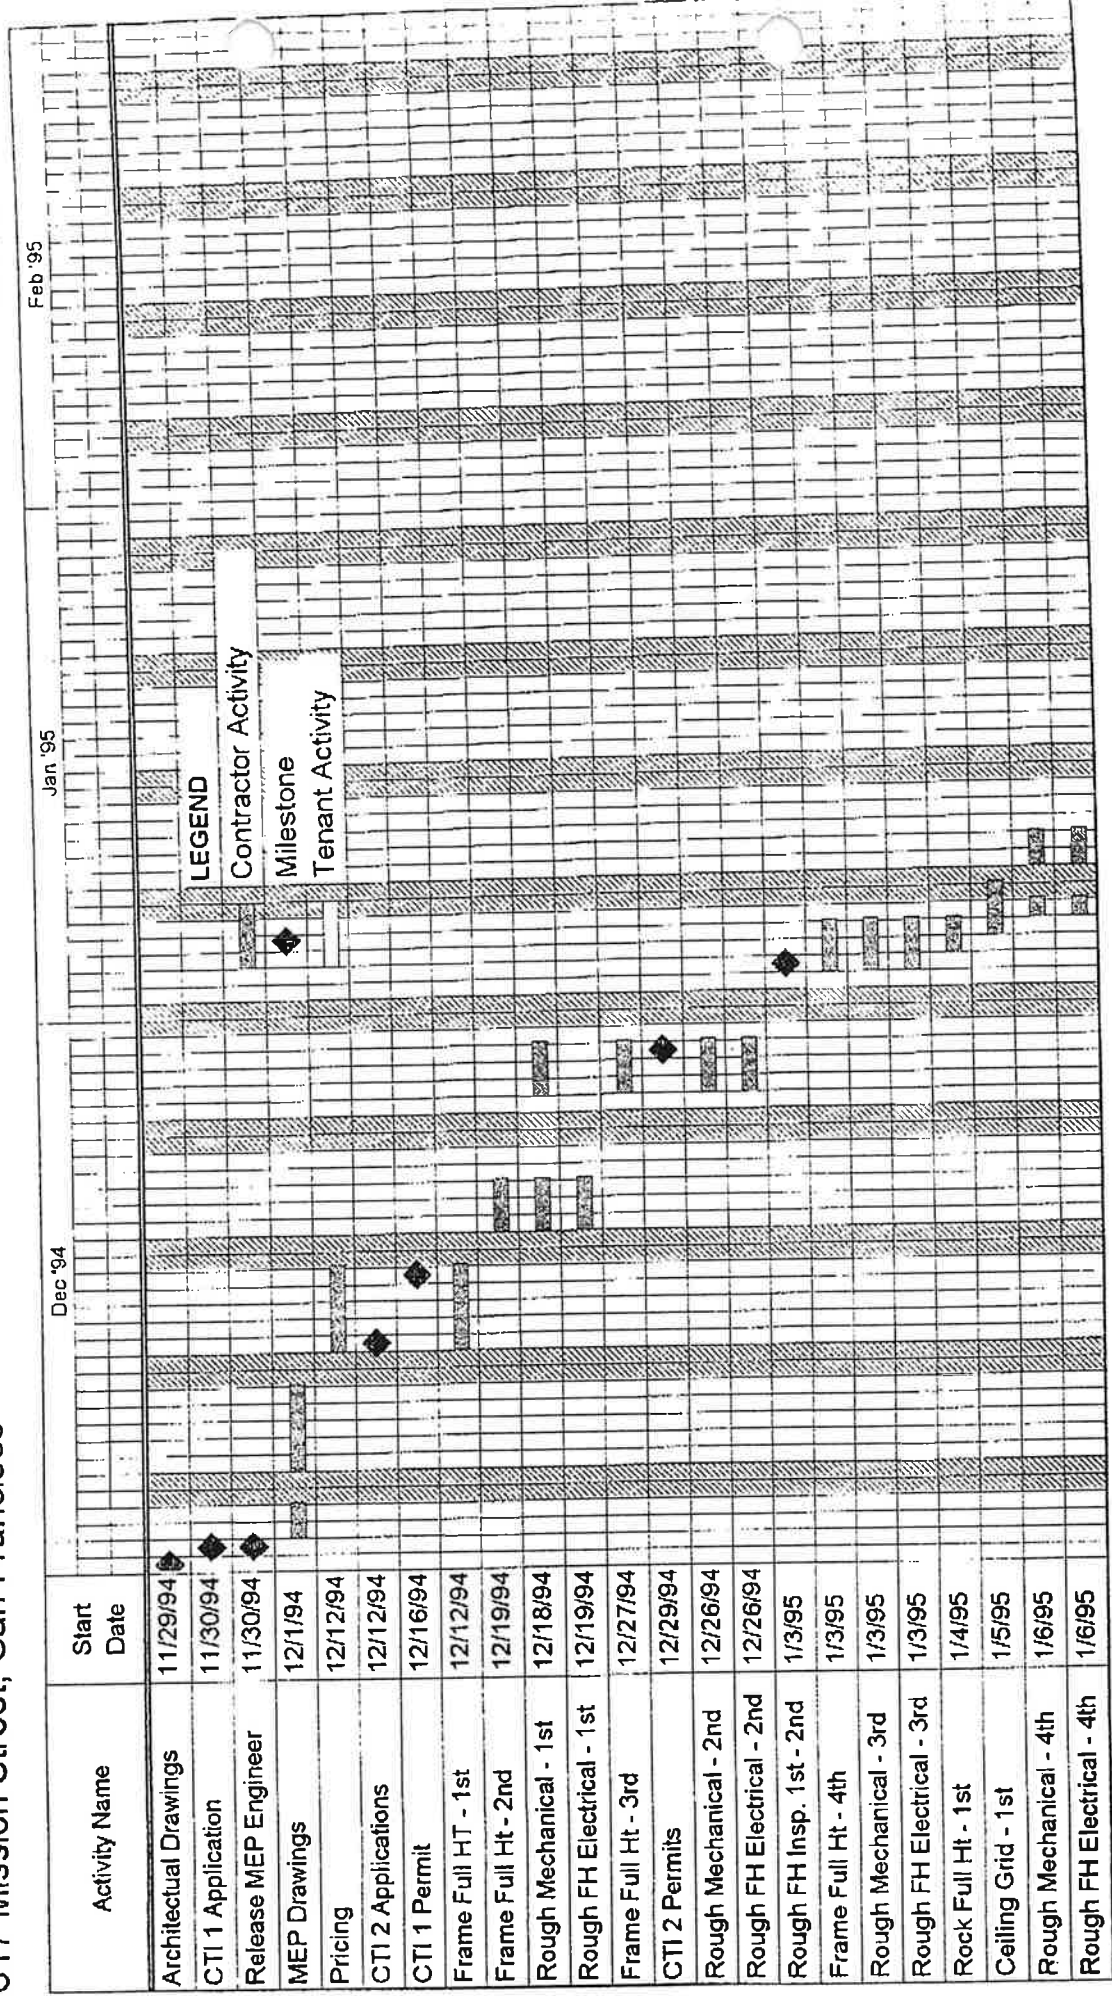 Mission Street, San Francisco
Activity Name Start Date Dec '94 Jan '95 Feb '95
Architectual Drawings 11/29/94
CTI 1 Application 11/30/94
Release MEP Engineer 11/30/94
MEP Drawings 12/1/94
Pricing 12/12/94
CTI 2 Applications 12/12/94
CTI 1 Permit 12/16/94
Frame Full HT - 1st 12/12/94
Frame Full Ht - 2nd 12/19/94
Rough Mechanical - 1st 12/18/94
Rough FH Electrical - 1st 12/19/94
Frame Full Ht - 3rd 12/27/94
CTI 2 Permits 12/29/94
Rough Mechanical - 2nd 12/26/94
Rough FH Electrical - 2nd 12/26/94
Rough FH Insp. 1st - 2nd 1/3/95
Frame Full Ht - 4th 1/3/95
Rough Mechanical - 3rd 1/3/95
Rough FH Electrical - 3rd 1/3/95
Rock Full Ht - 1st 1/4/95
Ceiling Grid - 1st 1/5/95
Rough Mechanical - 4th 1/6/95
Rough FH Electrical - 4th 1/6/95
LEGEND
Contractor Activity
Milestone
Tenant Activity